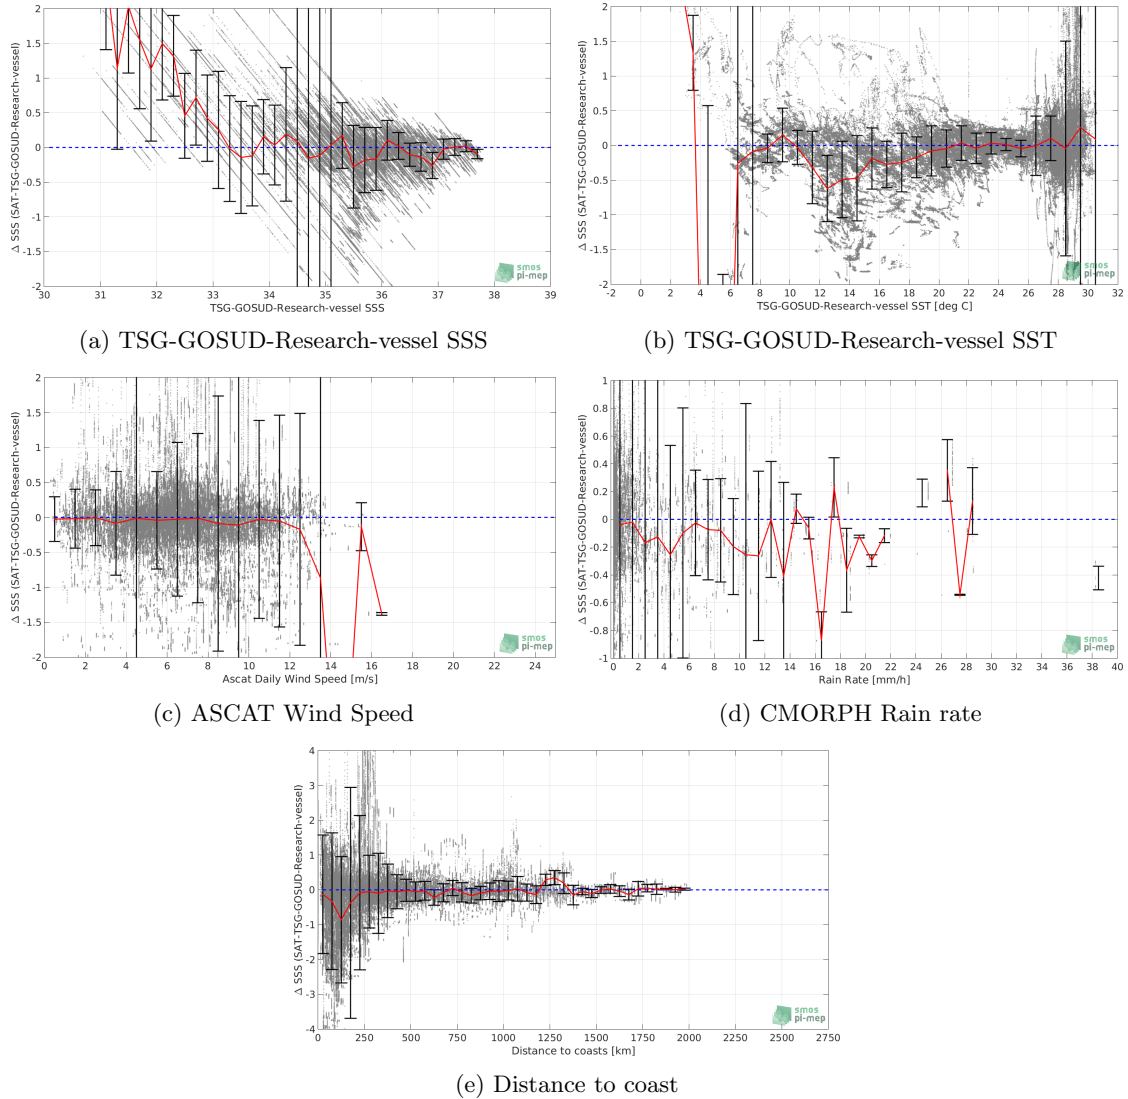 Δ SSS (SAT-TSG-GOSUD-Research-vessel)
2
1.5
1
0.5
0
-0.5
-1
-1.5
-2
30 31 32 33 34 35 36 37 38 39
TSG-GOSUD-Research-vessel SSS
smos
pi-mep
(a) TSG-GOSUD-Research-vessel SSS
Δ SSS (SAT-TSG-GOSUD-Research-vessel)
2
1.5
1
0.5
0
-0.5
-1
-1.5
-2
-2 0 2 4 6 8 10 12 14 16 18 20 22 24 26 28 30 32
TSG-GOSUD-Research-vessel SST [deg C]
smos
pi-mep
(b) TSG-GOSUD-Research-vessel SST
Δ SSS (SAT-TSG-GOSUD-Research-vessel)
2
1.5
1
0.5
0
-0.5
-1
-1.5
-2
0 2 4 6 8 10 12 14 16 18 20 22 24
Ascat Daily Wind Speed [m/s]
smos
pi-mep
(c) ASCAT Wind Speed
Δ SSS (SAT-TSG-GOSUD-Research-vessel)
1
0.8
0.6
0.4
0.2
0
-0.2
-0.4
-0.6
-0.8
-1
0 2 4 6 8 10 12 14 16 18 20 22 24 26 28 30 32 34 36 38 40
Rain Rate [mm/h]
smos
pi-mep
(d) CMORPH Rain rate
Δ SSS (SAT-TSG-GOSUD-Research-vessel)
4
3
2
1
0
-1
-2
-3
-4
0 250 500 750 1000 1250 1500 1750 2000 2250 2500 2750
Distance to coasts [km]
smos
pi-mep
(e) Distance to coast